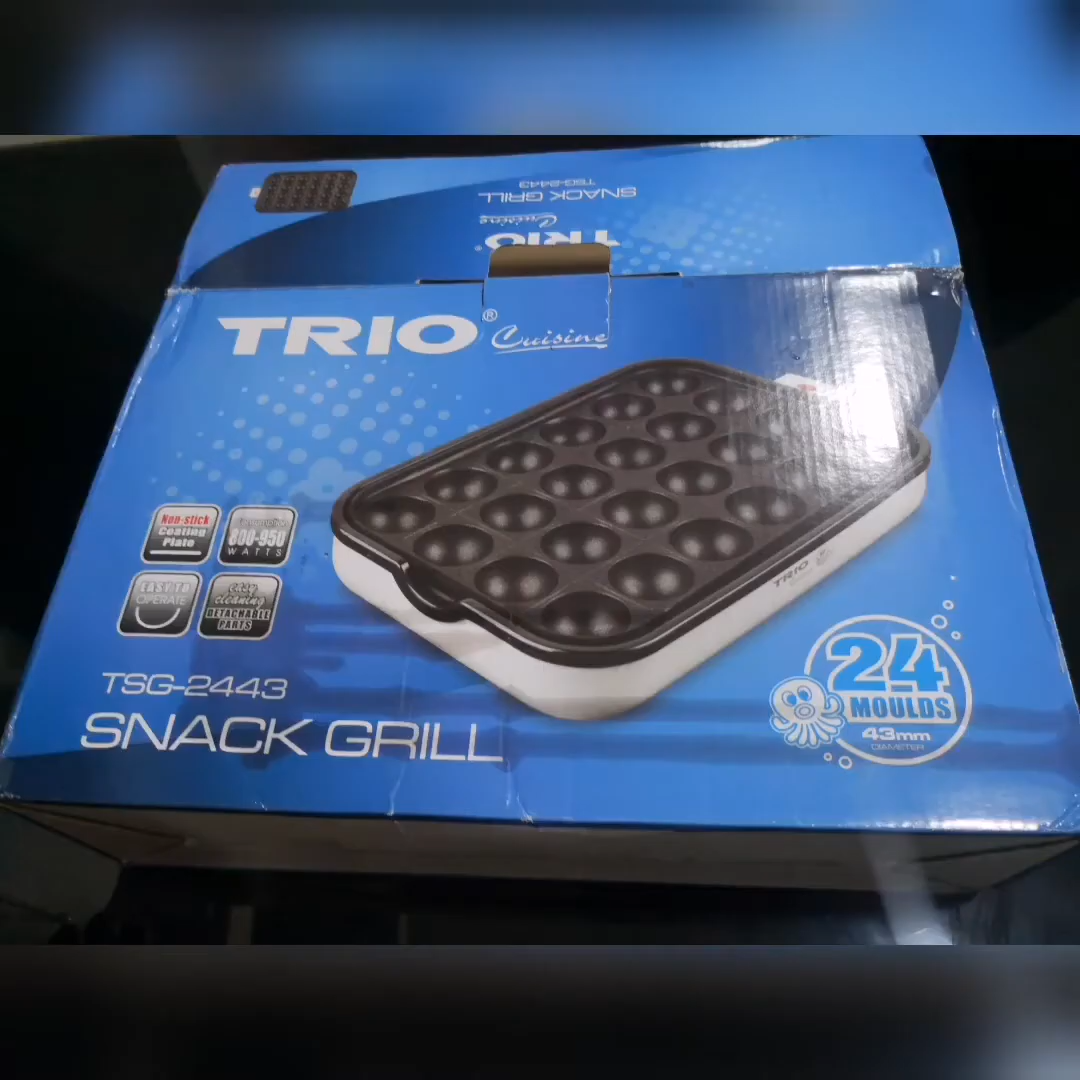 TSG-2443
SNACK GRILL
TRIO®
Cuisine
TRIO®
Cuisine
Non-stick
Coating
Plate
800-950
WATTS
EASY TO
OPERATE
easy
cleaning
DETACHABLE
PARTS
TRIO
TSG-2443
SNACK GRILL
24
MOULDS
43mm
DIAMETER